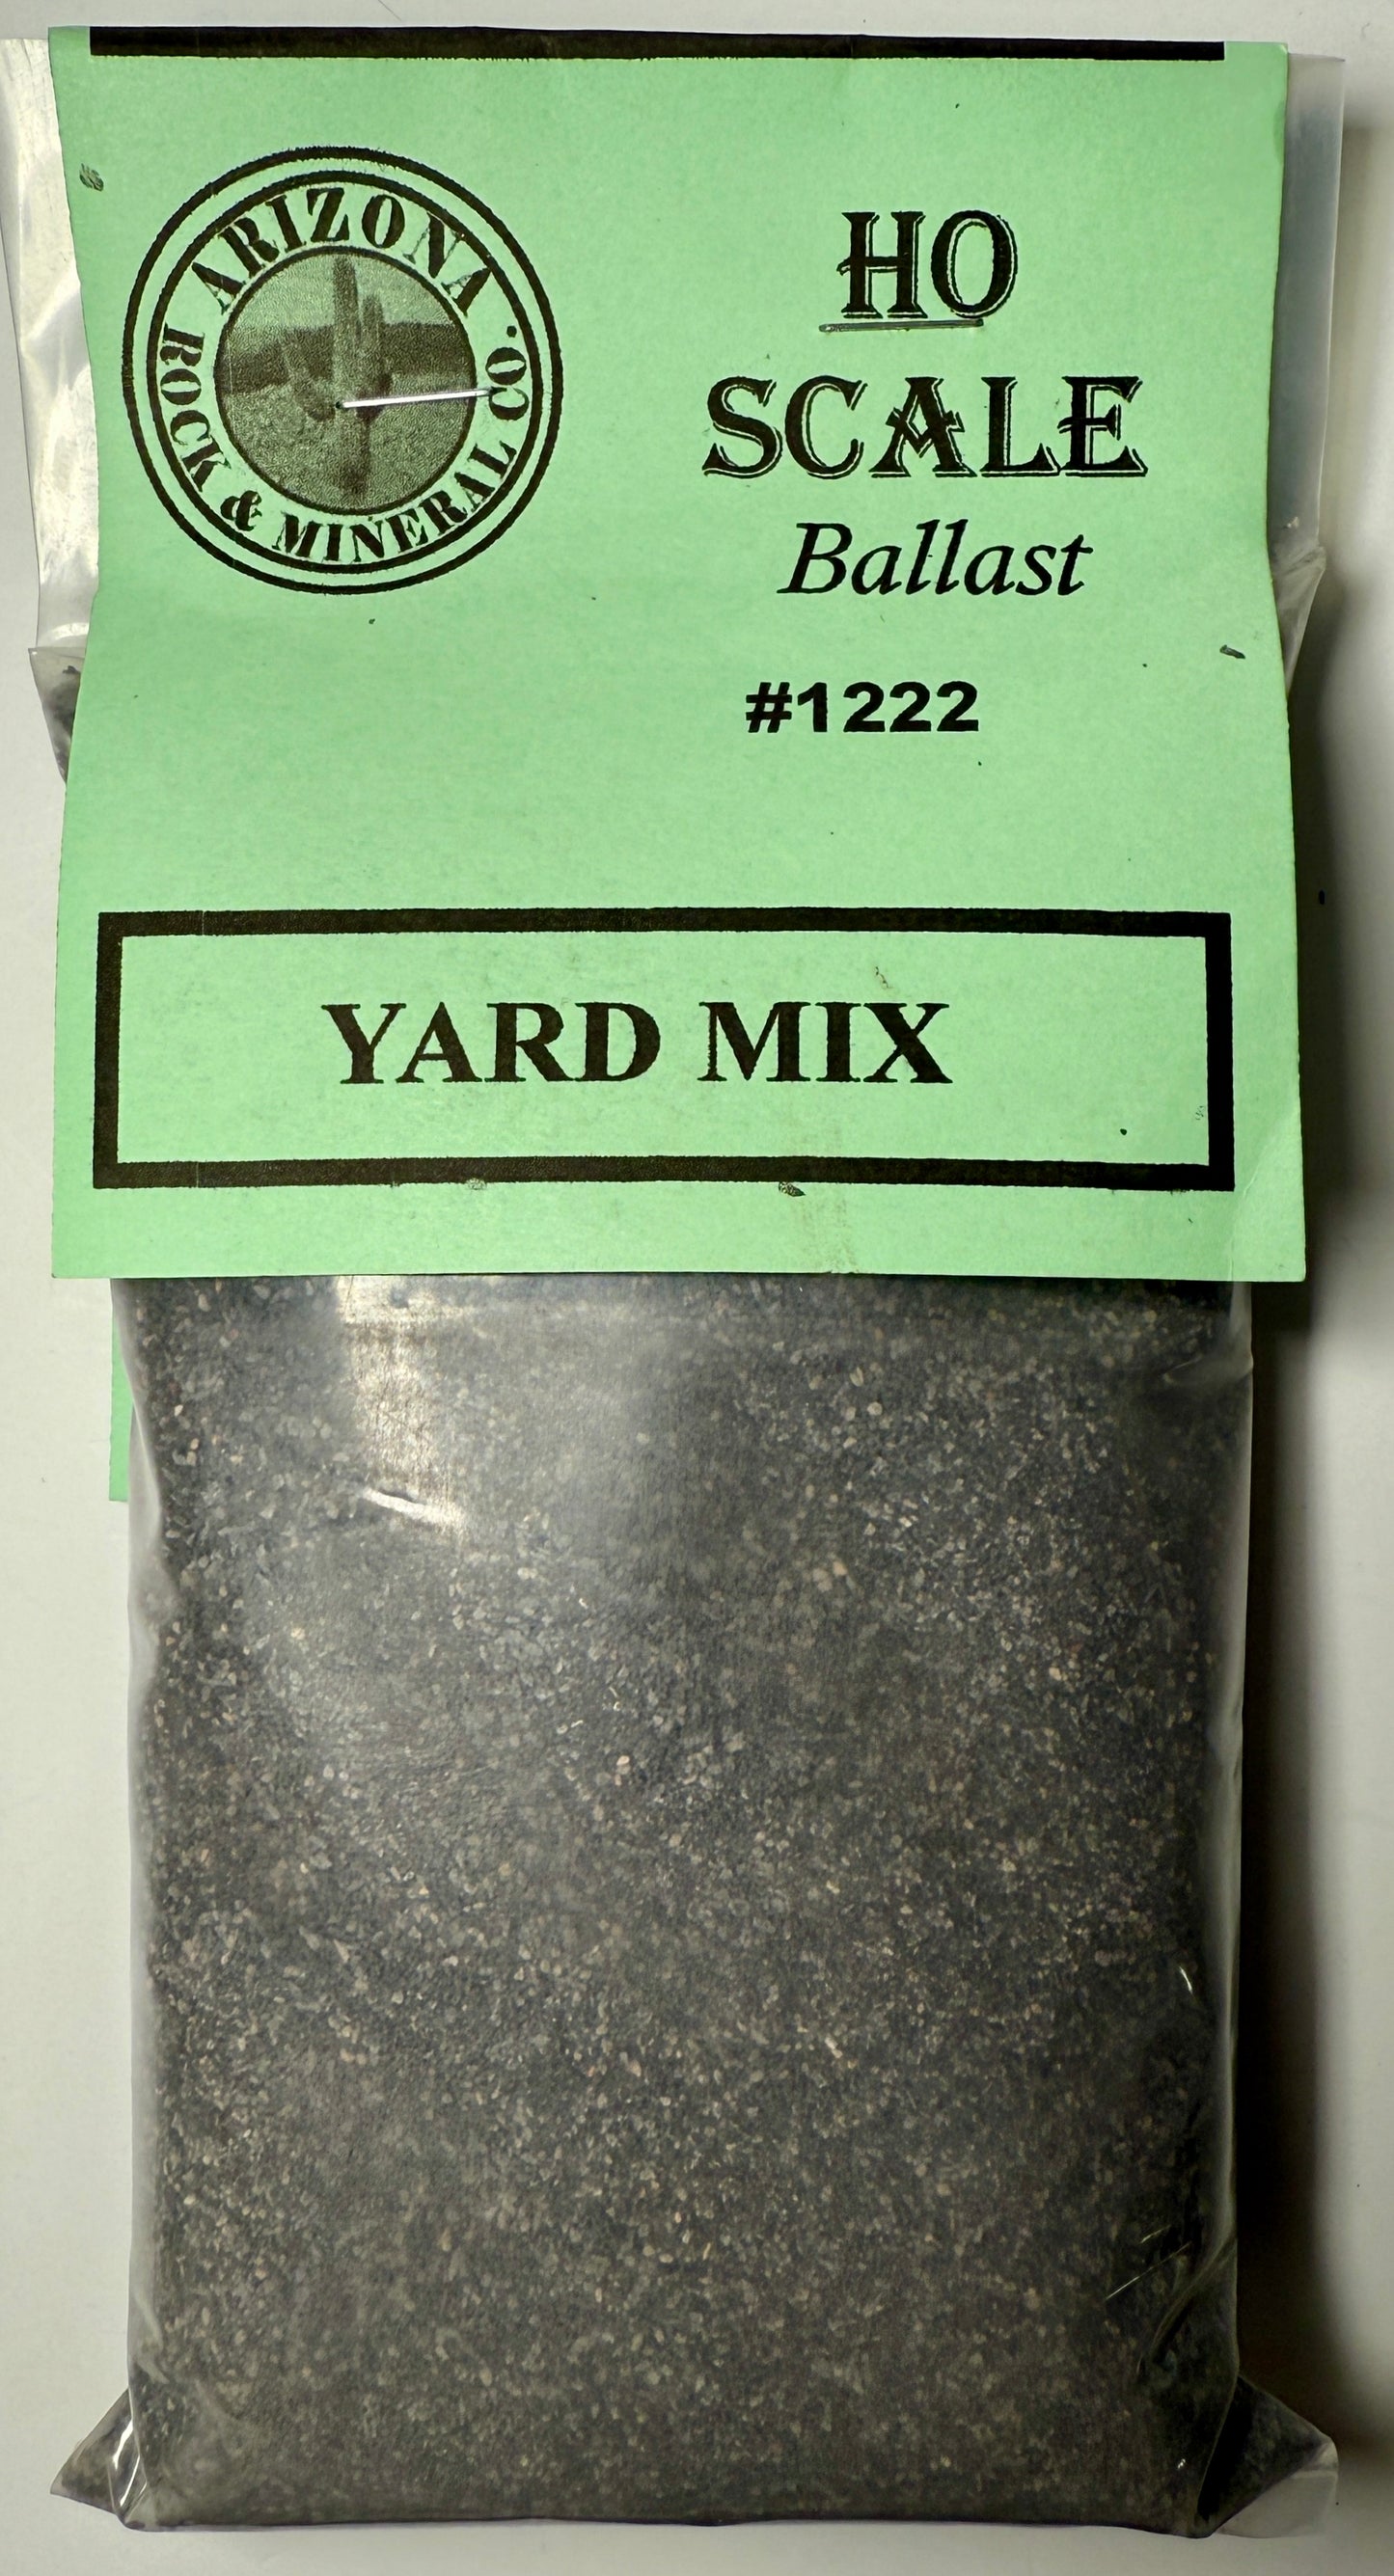 ARIZONA
ROCK & MINERAL CO.
HO
SCALE
Ballast
#1222
YARD MIX